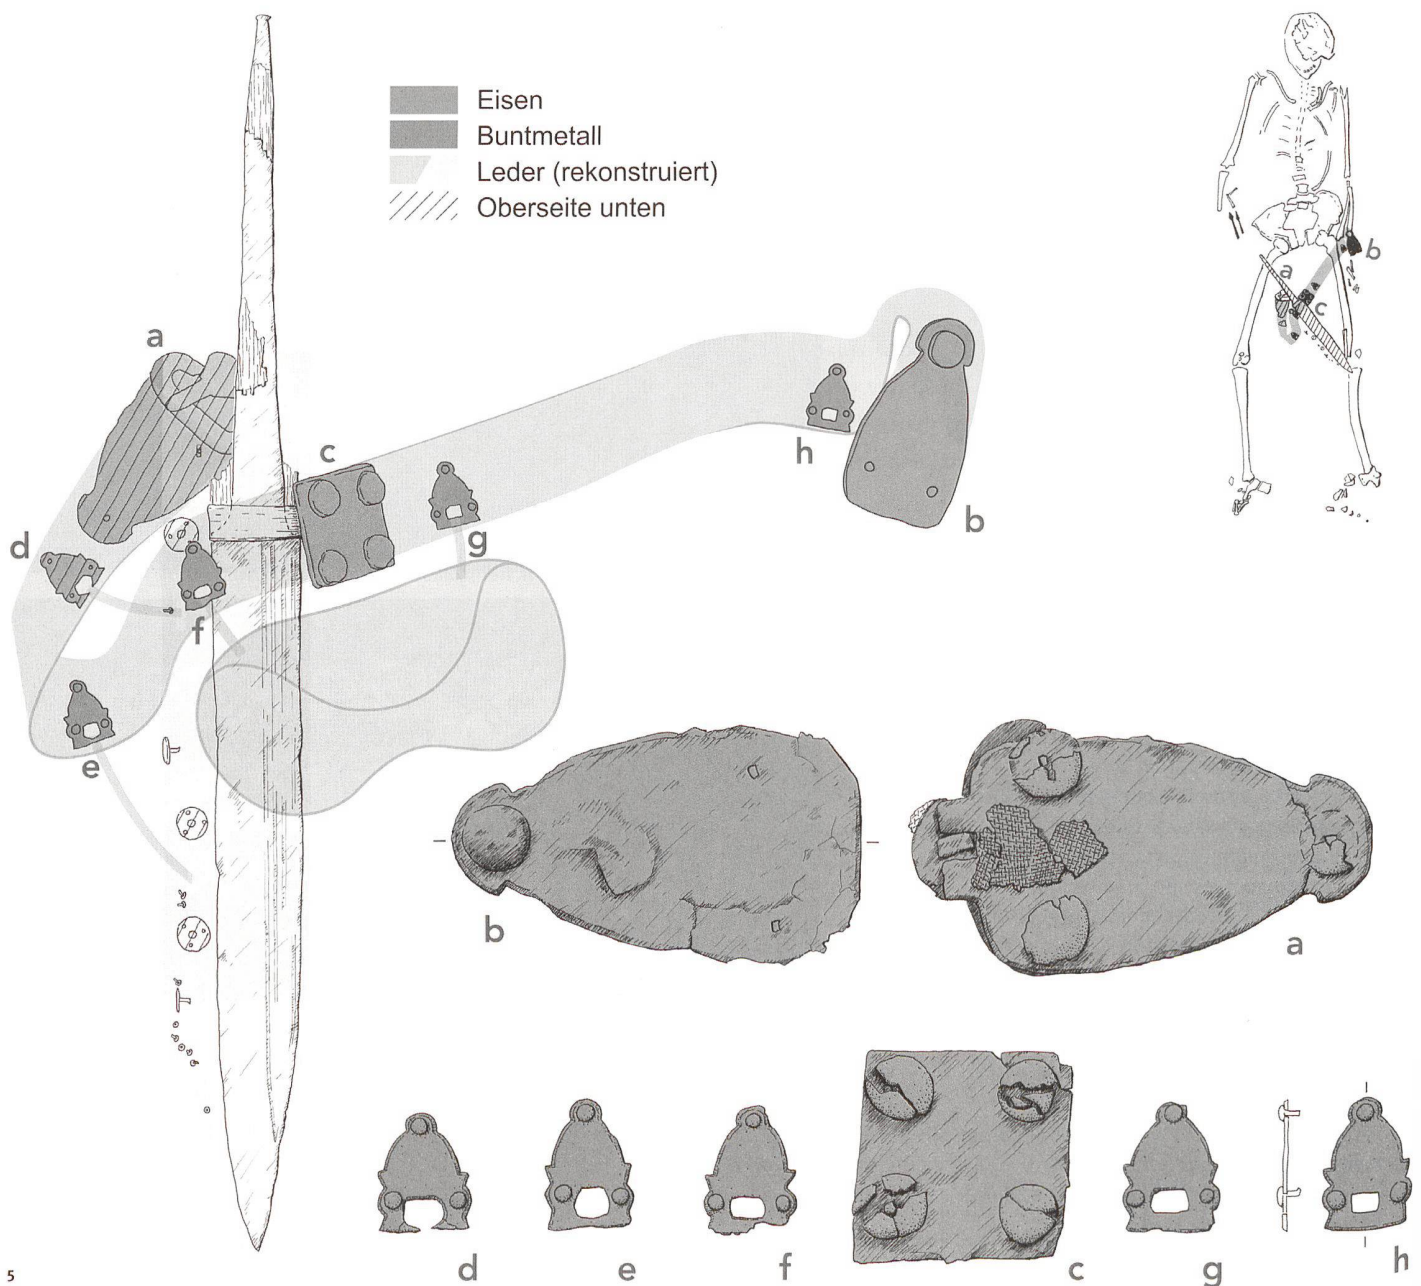 Eisen
Buntmetall
Leder (rekonstruiert)
Oberseite unten
a
b
c
a
c
h
b
g
d
f
e
b
a
d
e
f
c
g
h
5